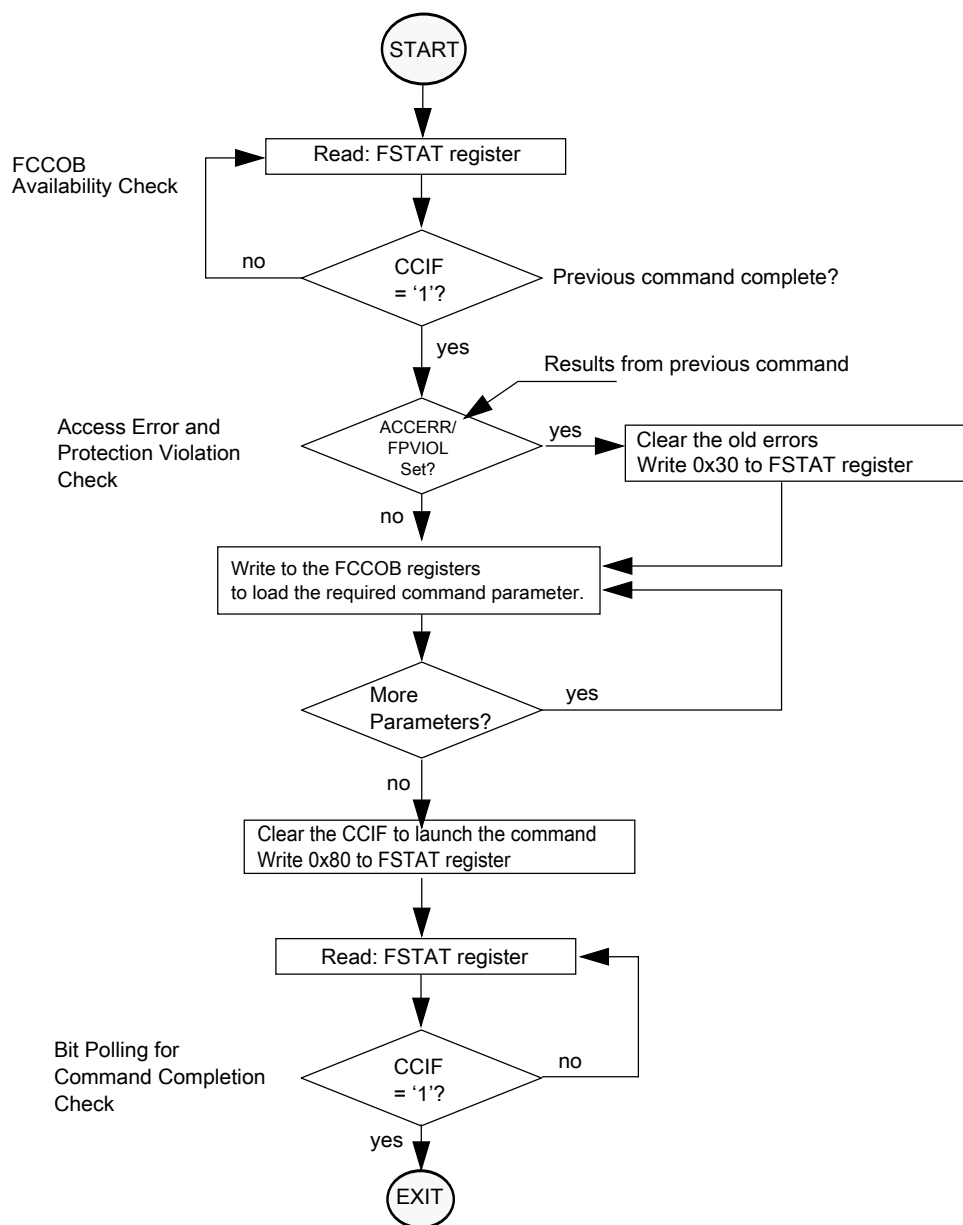 START
Read: FSTAT register
FCCOB
Availability Check
no
CCIF
= ‘1’?
Previous command complete?
yes
Results from previous command
Access Error and
Protection Violation
Check
ACCERR/
FPVIOL
Set?
yes
Clear the old errors
Write 0x30 to FSTAT register
no
Write to the FCCOB registers
to load the required command parameter.
More
Parameters?
yes
no
Clear the CCIF to launch the command
Write 0x80 to FSTAT register
Read: FSTAT register
Bit Polling for
Command Completion
Check
CCIF
= ‘1’?
no
yes
EXIT